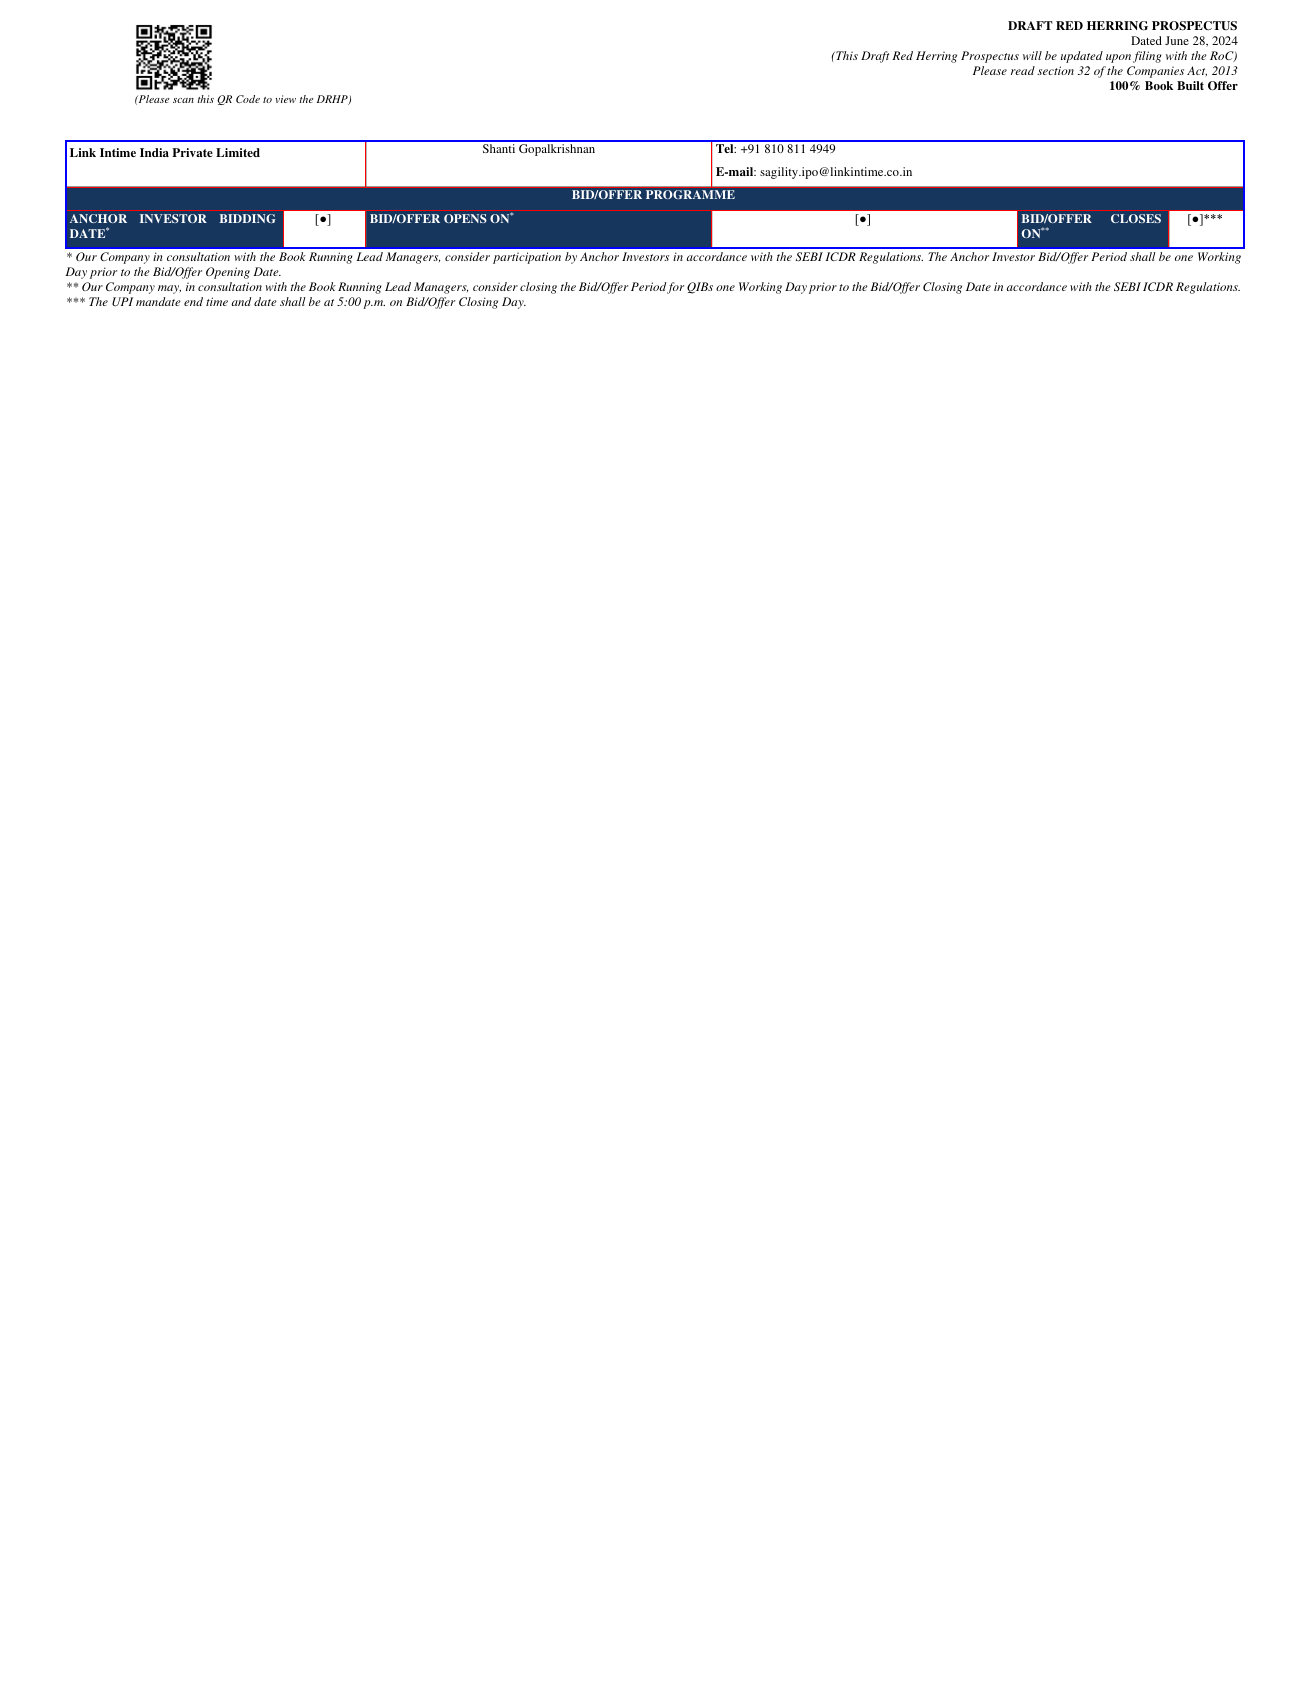 DRAFT RED HERRING PROSPECTUS
Dated June 28, 2024
(This Draft Red Herring Prospectus will be updated upon filing with the RoC)
Please read section 32 of the Companies Act, 2013
100% Book Built Offer
(Please scan this QR Code to view the DRHP)
Link Intime India Private Limited
Shanti Gopalkrishnan
Tel: +91 810 811 4949
E-mail: sagility.ipo@linkintime.co.in
BID/OFFER PROGRAMME
ANCHOR INVESTOR BIDDING
DATE*
[●]
BID/OFFER OPENS ON*
[●]
BID/OFFER CLOSES
ON**
[●]***
* Our Company in consultation with the Book Running Lead Managers, consider participation by Anchor Investors in accordance with the SEBI ICDR Regulations. The Anchor Investor Bid/Offer Period shall be one Working
Day prior to the Bid/Offer Opening Date.
** Our Company may, in consultation with the Book Running Lead Managers, consider closing the Bid/Offer Period for QIBs one Working Day prior to the Bid/Offer Closing Date in accordance with the SEBI ICDR Regulations.
*** The UPI mandate end time and date shall be at 5:00 p.m. on Bid/Offer Closing Day.